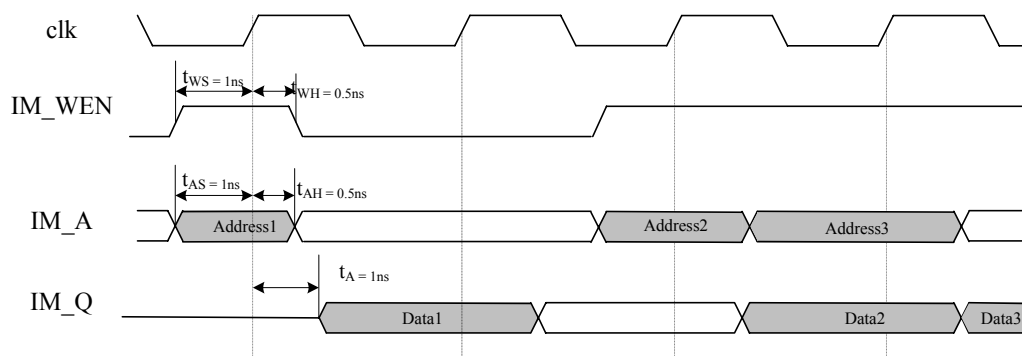 clk
tWS = 1ns
tWH = 0.5ns
IM_WEN
tAS = 1ns
tAH = 0.5ns
IM_A
Address1
Address2
Address3
tA = 1ns
IM_Q
Data1
Data2
Data3